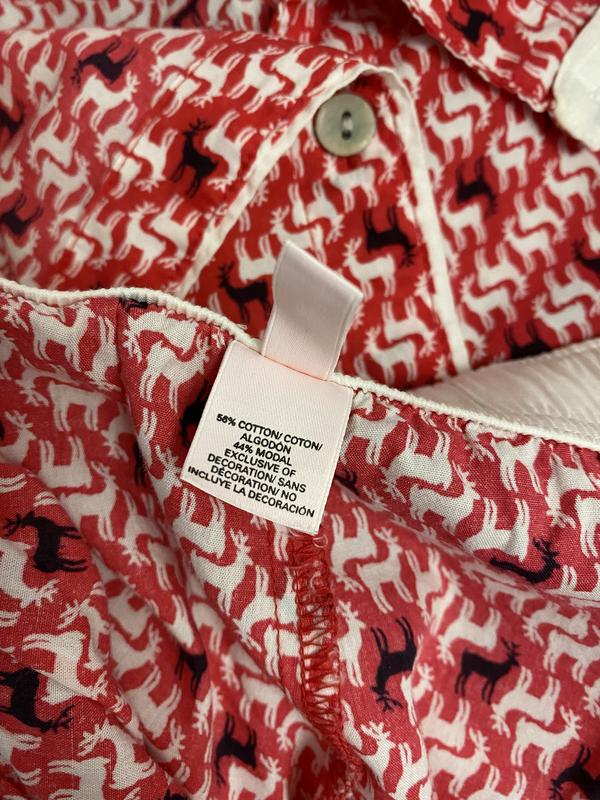 56% COTTON/ COTON/
ALGODÓN
44% MODAL
EXCLUSIVE OF
DECORATION/ SANS
DÉCORATION/ NO
INCLUYE LA DECORACIÓN